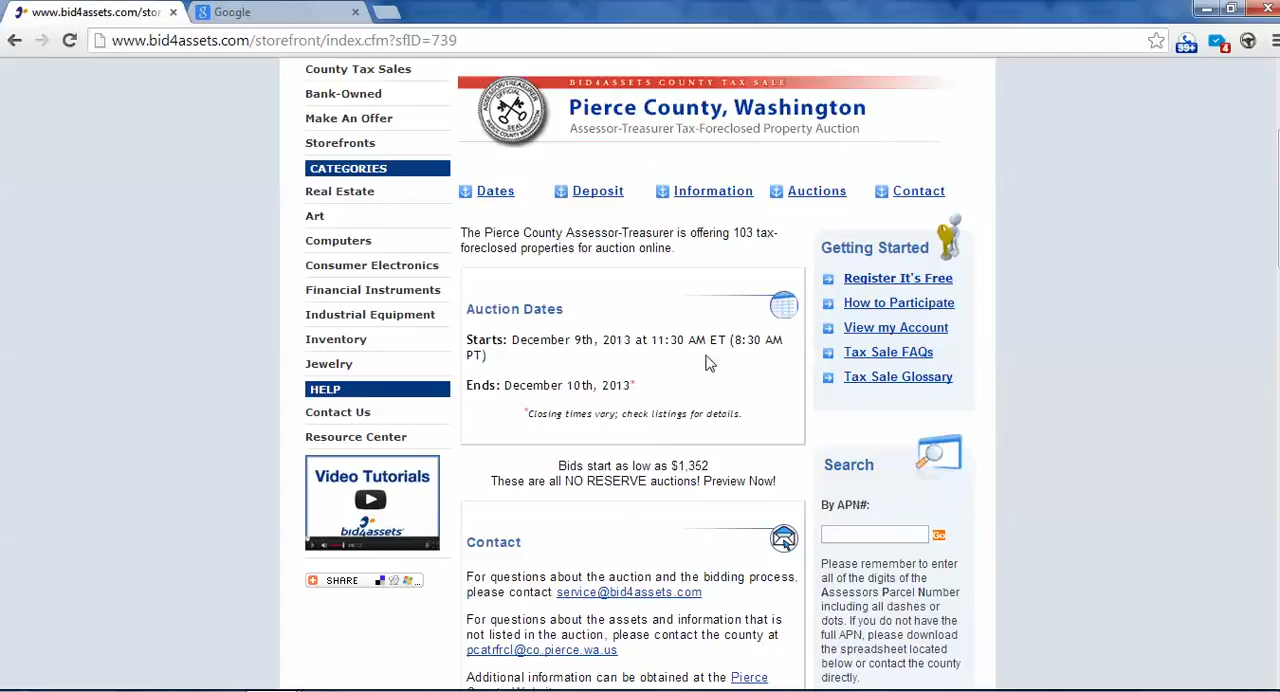 www.bid4assets.com/stor
Google
www.bid4assets.com/storefront/index.cfm?sfID=739
99+
4
County Tax Sales
Bank-Owned
Make An Offer
Storefronts
CATEGORIES
Real Estate
Art
Computers
Consumer Electronics
Financial Instruments
Industrial Equipment
Inventory
Jewelry
HELP
Contact Us
Resource Center
Video Tutorials
bid4assets
SHARE
BID4ASSETS COUNTY TAX SALE
Pierce County, Washington
Assessor-Treasurer Tax-Foreclosed Property Auction
Dates Deposit Information Auctions Contact
The Pierce County Assessor-Treasurer is offering 103 tax-
foreclosed properties for auction online.
Auction Dates
Starts: December 9th, 2013 at 11:30 AM ET (8:30 AM
PT)
Ends: December 10th, 2013*
*Closing times vary; check listings for details.
Bids start as low as $1,352
These are all NO RESERVE auctions! Preview Now!
Contact
For questions about the auction and the bidding process,
please contact service@bid4assets.com
For questions about the assets and information that is
not listed in the auction, please contact the county at
pcatrfrcl@co.pierce.wa.us
Additional information can be obtained at the Pierce
Getting Started
Register It's Free
How to Participate
View my Account
Tax Sale FAQs
Tax Sale Glossary
Search
By APN#:
Go
Please remember to enter
all of the digits of the
Assessors Parcel Number
including all dashes or
dots. If you do not have the
full APN, please download
the spreadsheet located
below or contact the county
directly.